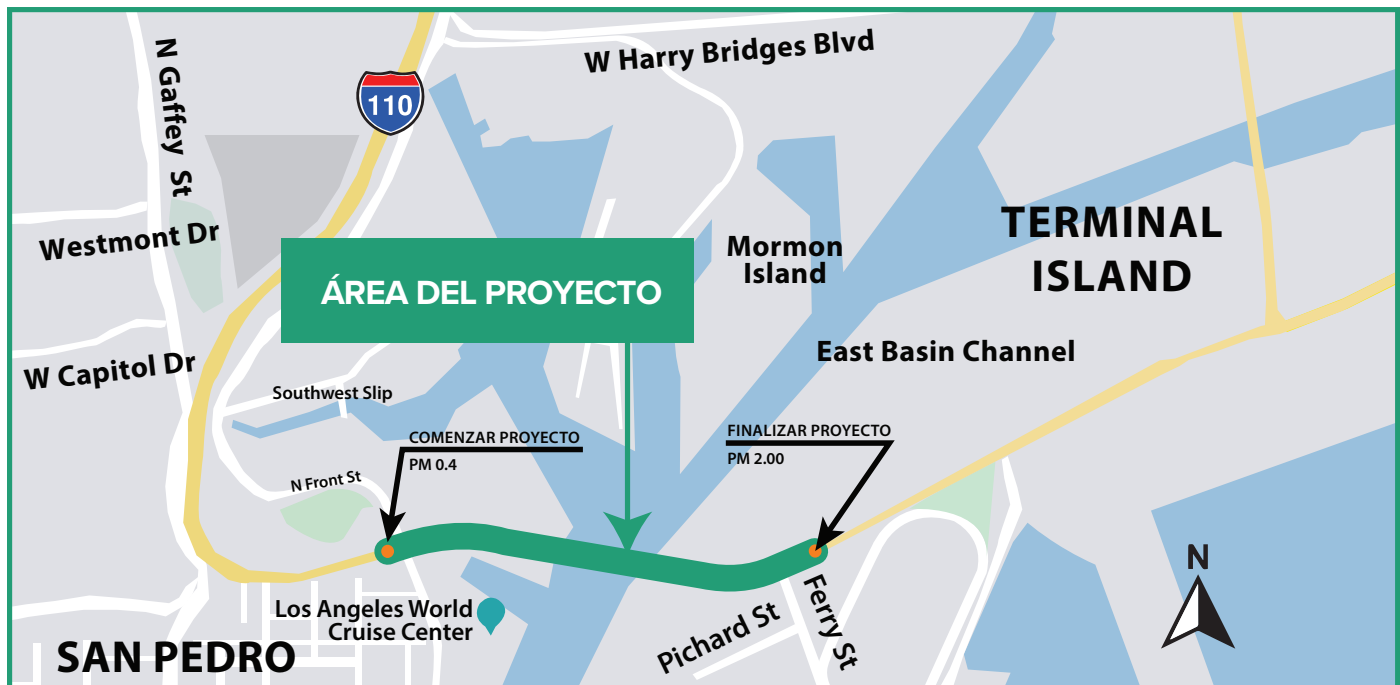 W Harry Bridges Blvd
N Gaffey St
110
Westmont Dr
TERMINAL
ISLAND
Mormon
Island
ÁREA DEL PROYECTO
East Basin Channel
W Capitol Dr
Southwest Slip
COMENZAR PROYECTO
PM 0.4
FINALIZAR PROYECTO
PM 2.00
N Front St
N
Los Angeles World
Cruise Center
Pichard St
Ferry St
SAN PEDRO